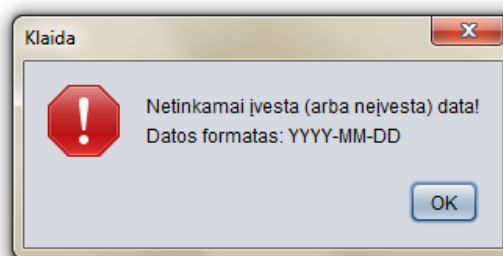 Klaida
Netinkamai įvesta (arba neįvesta) data!
Datos formatas: YYYY-MM-DD
OK